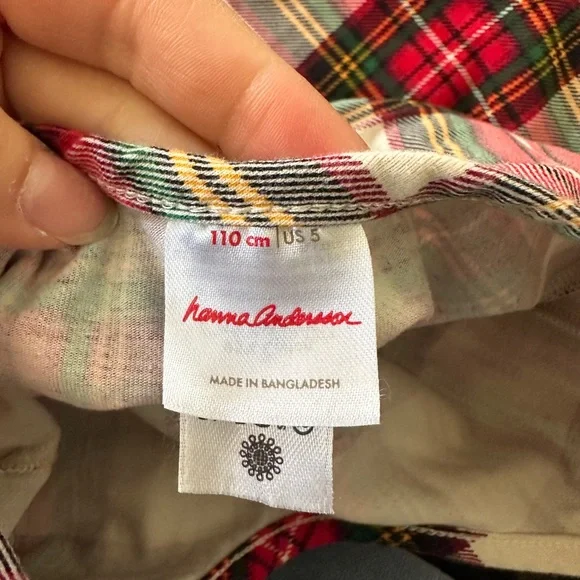 110 cm | US 5
hanna andersson
MADE IN BANGLADESH